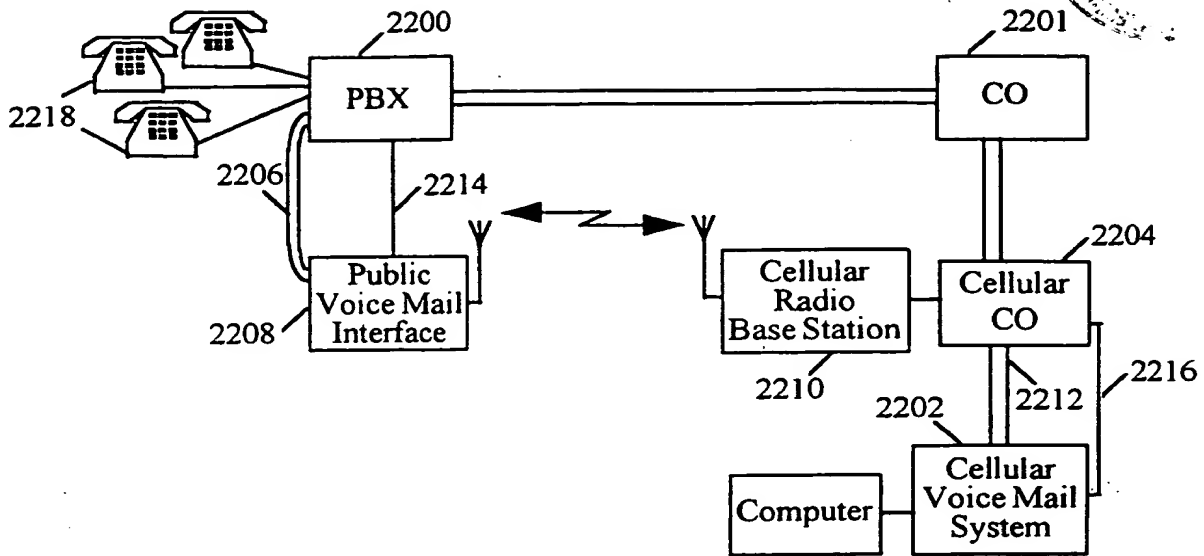 2200
2201
PBX
CO
2218
2206
2214
2204
Public
Voice Mail
Interface
2208
Cellular
Radio
Base Station
2210
Cellular
CO
2216
2212
2202
Cellular
Voice Mail
System
Computer